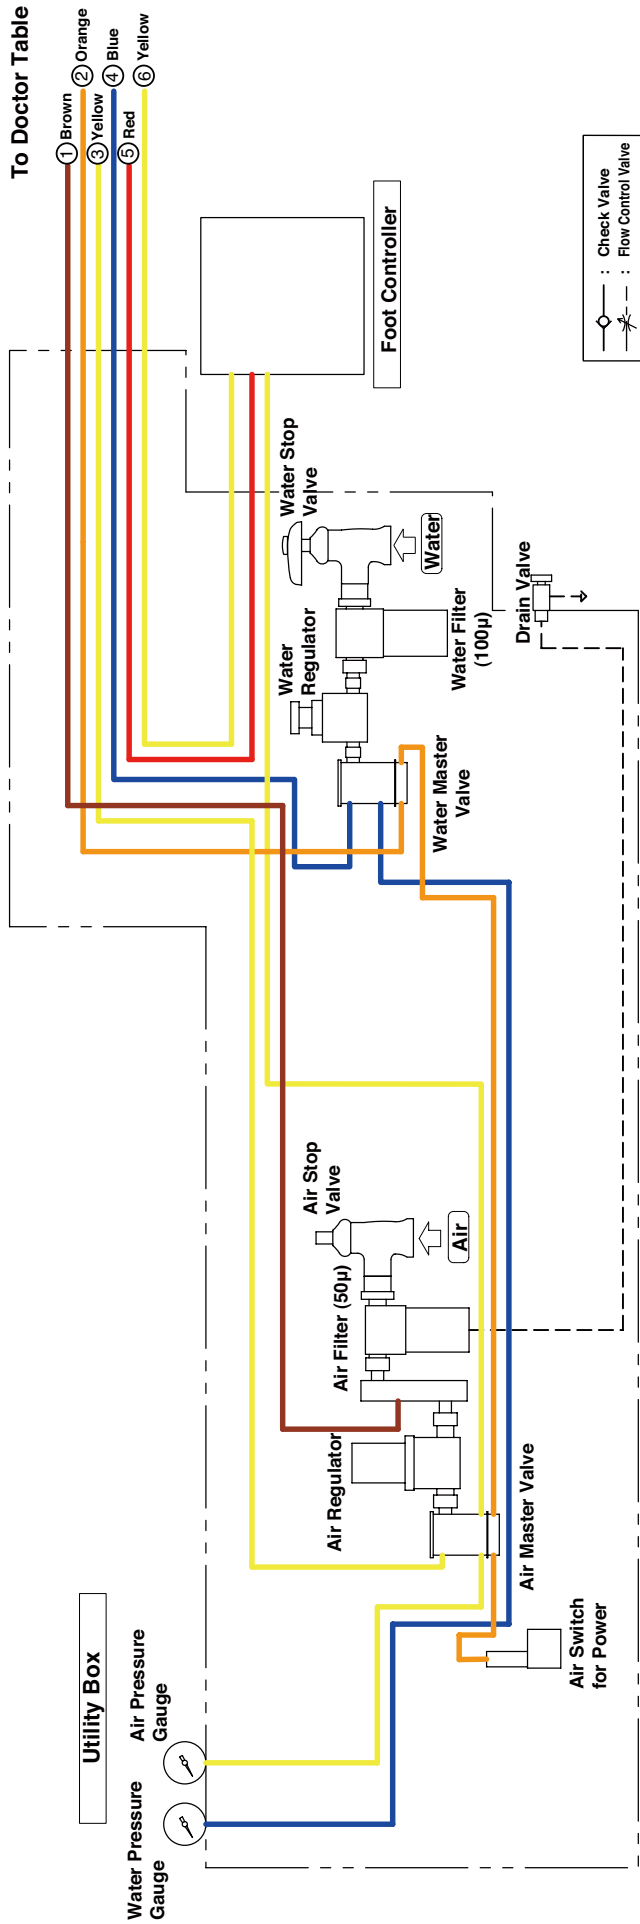 Utility Box
Water Pressure
Gauge
Air Pressure
Gauge
Air Switch
for Power
Air Master Valve
Air Regulator
Air Filter (50µ)
Air Stop
Valve
Air
Water Master
Valve
Water
Regulator
Water Filter
(100µ)
Water Stop
Valve
Water
Drain Valve
Foot Controller
To Doctor Table
① Brown
② Orange
③ Yellow
④ Blue
⑤ Red
⑥ Yellow
: Check Valve
: Flow Control Valve